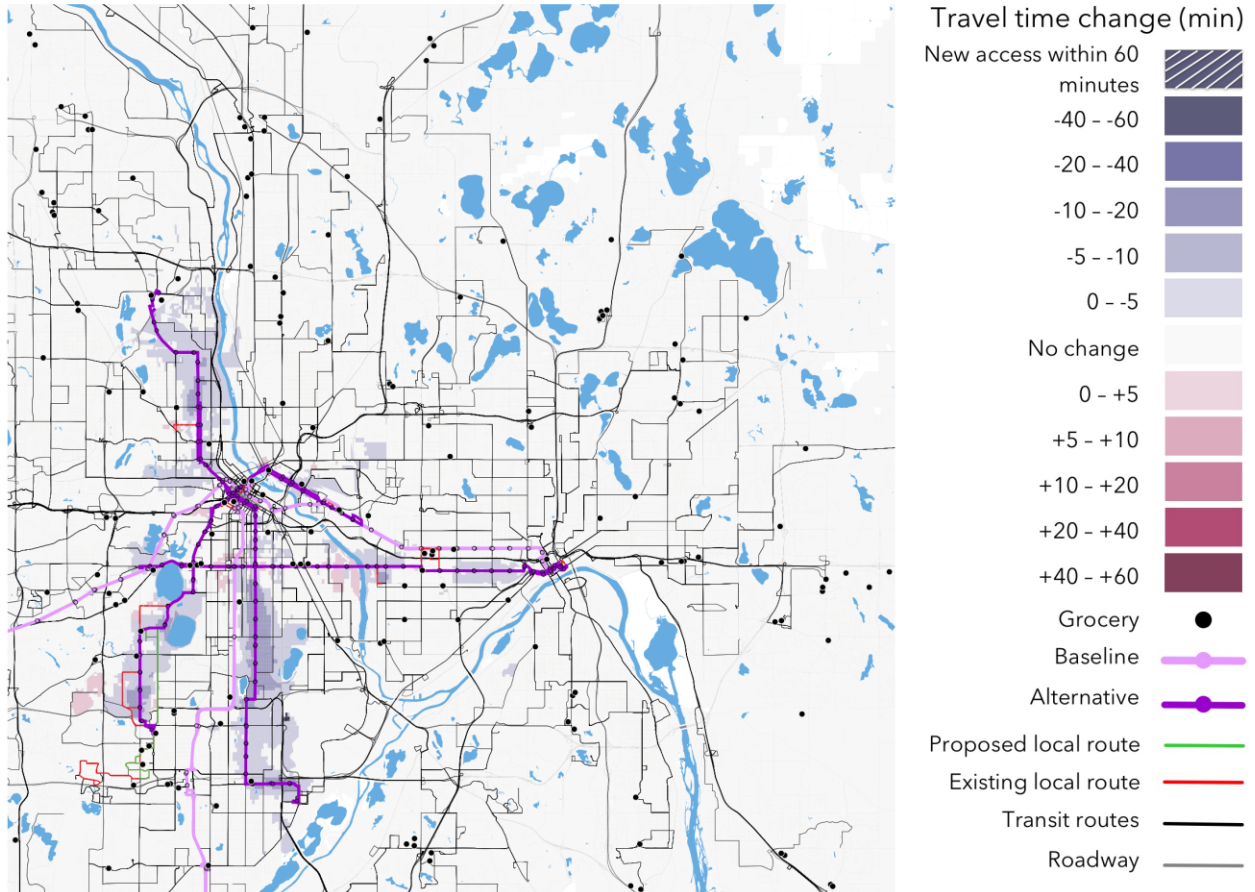 Travel time change (min)
New access within 60
minutes
-40 – -60
-20 – -40
-10 – -20
-5 – -10
0 – -5
No change
0 – +5
+5 – +10
+10 – +20
+20 – +40
+40 – +60
Grocery
Baseline
Alternative
Proposed local route
Existing local route
Transit routes
Roadway